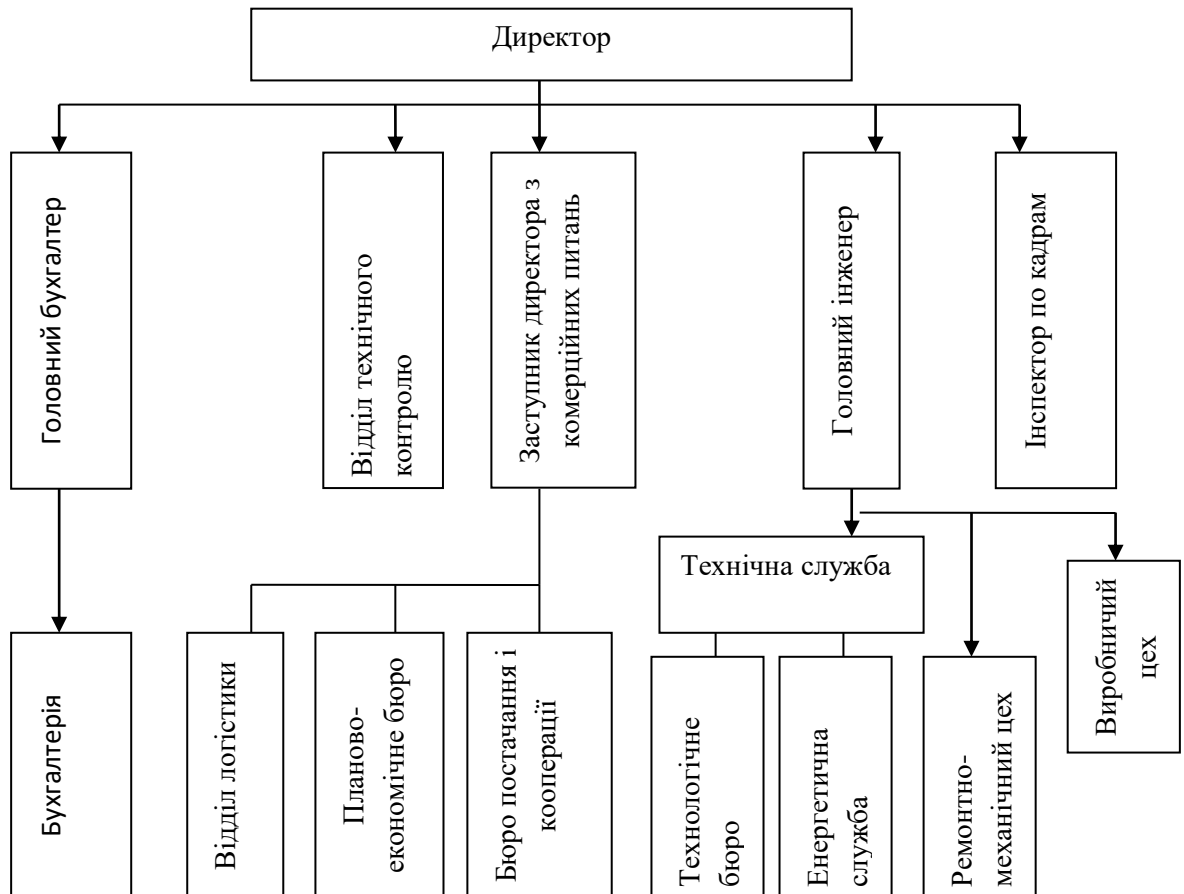 Директор
Головний бухгалтер
Відділ технічного
контролю
Заступник директора з
комерційних питань
Головний інженер
Інспектор по кадрам
Технічна служба
Виробничий
цех
Бухгалтерія
Відділ логістики
Планово-
економічне бюро
Бюро постачання і
кооперації
Технологічне
бюро
Енергетична
служба
Ремонтно-
механічний цех